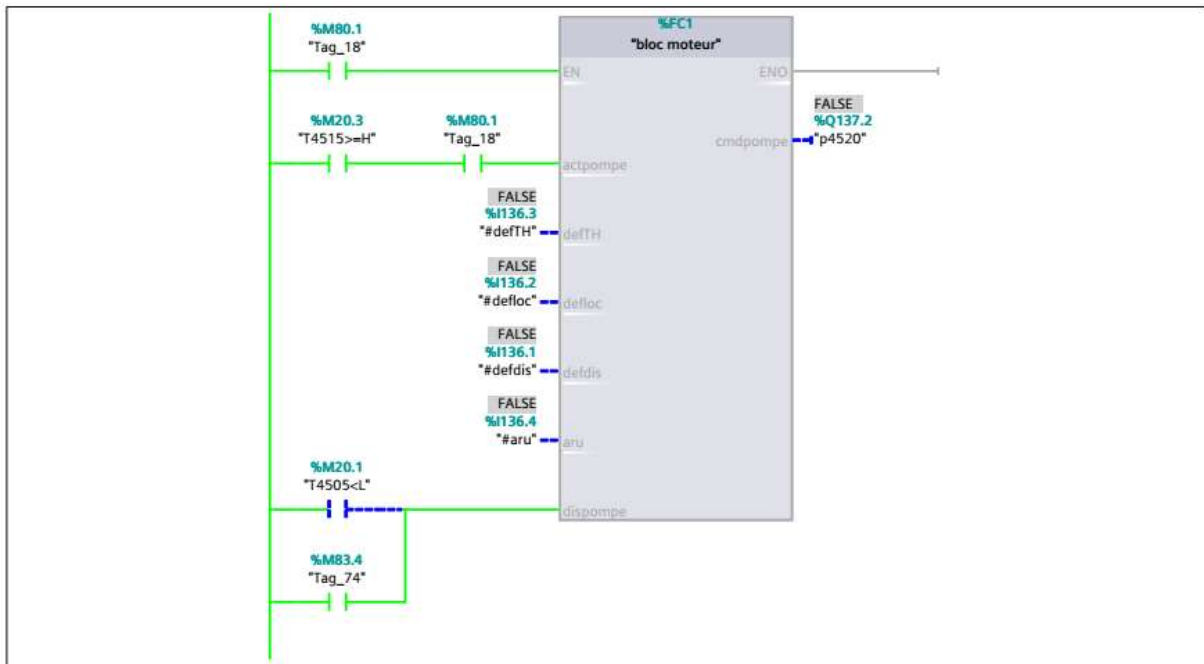 %M80.1
"Tag_18"
%FC1
"bloc moteur"
EN
ENO
%M20.3
"T4515>=H"
%M80.1
"Tag_18"
actpompe
FALSE
%Q137.2
cmdpompe
"p4520"
FALSE
%I136.3
"#defTH"
defTH
FALSE
%I136.2
"#defloc"
defloc
FALSE
%I136.1
"#defdis"
defdis
FALSE
%I136.4
"#aru"
aru
%M20.1
"T4505<L"
dispompe
%M83.4
"Tag_74"